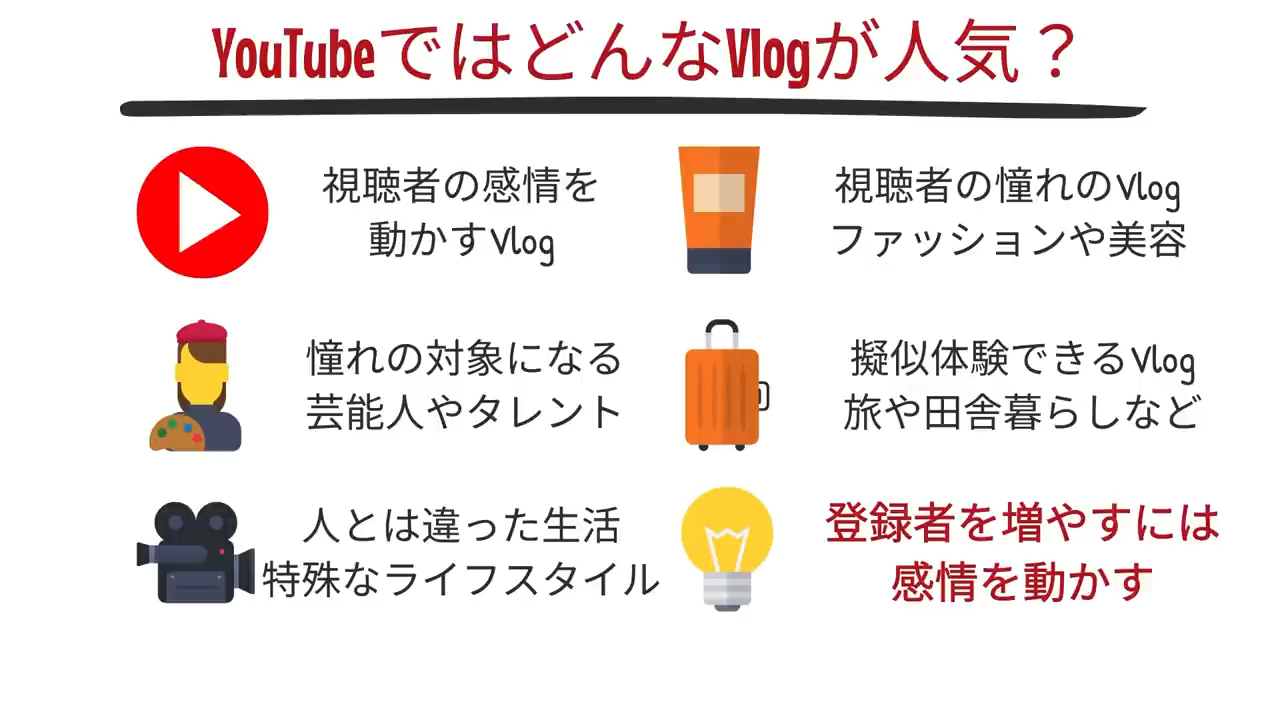 YouTubeではどんなVlogが人気？
視聴者の感情を
動かすVlog
視聴者の憧れのVlog
ファッションや美容
憧れの対象になる
芸能人やタレント
擬似体験できるVlog
旅や田舎暮らしなど
人とは違った生活
特殊なライフスタイル
登録者を増やすには
感情を動かす